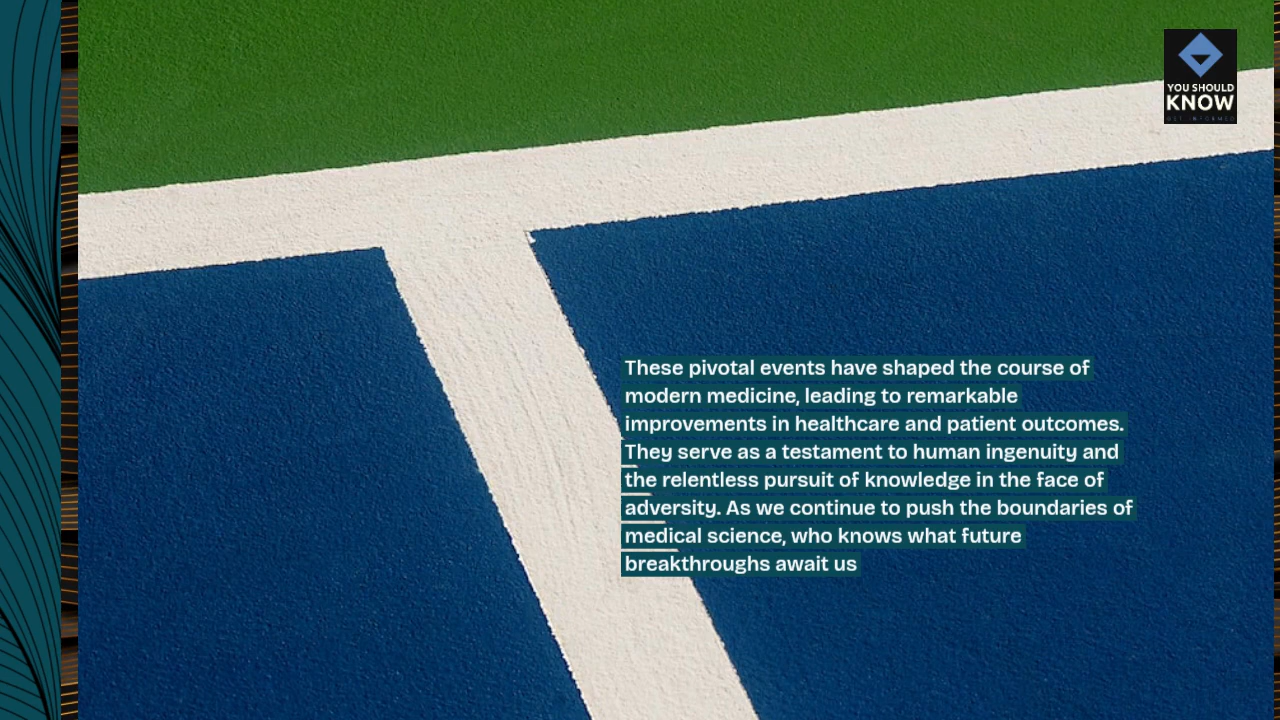 YOU SHOULD
KNOW
GET INFORMED
These pivotal events have shaped the course of
modern medicine, leading to remarkable
improvements in healthcare and patient outcomes.
They serve as a testament to human ingenuity and
the relentless pursuit of knowledge in the face of
adversity. As we continue to push the boundaries of
medical science, who knows what future
breakthroughs await us